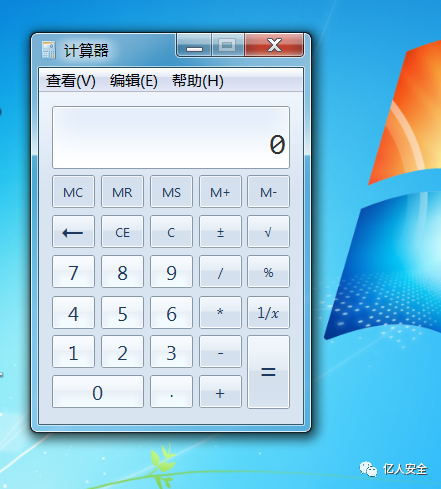 计算器
查看(V) 编辑(E) 帮助(H)
0
MC MR MS M+ M-
← CE C ± √
7 8 9 / %
4 5 6 * 1/x
1 2 3 - =
0 . +
亿人安全